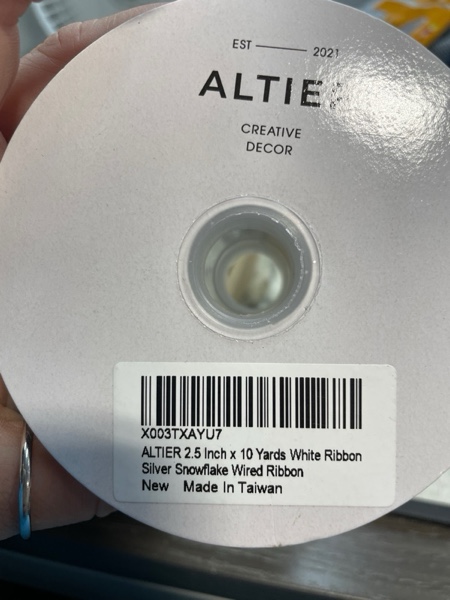 EST 2021
ALTIER
CREATIVE
DECOR
X003TXAYU7
ALTIER 2.5 Inch x 10 Yards White Ribbon
Silver Snowflake Wired Ribbon
New Made In Taiwan